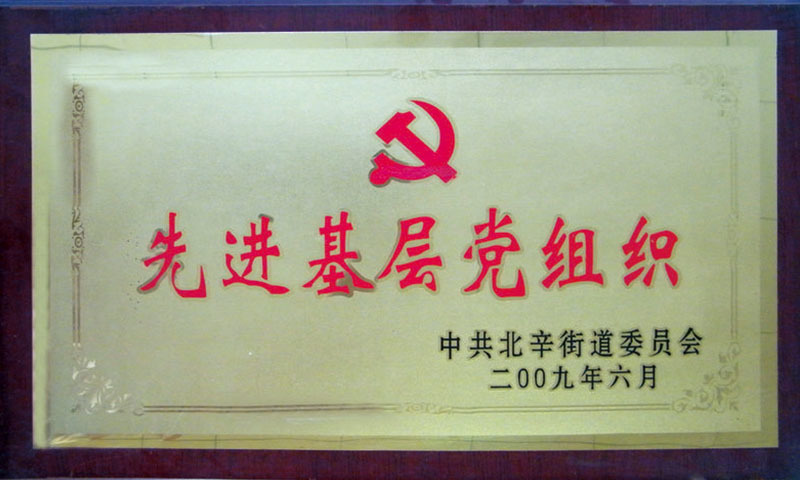 先进基层党组织
中共北辛街道委员会
二00九年六月